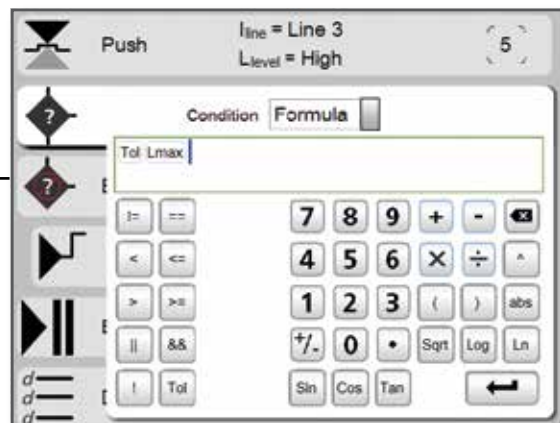 Push
Iline = Line 3
Llevel = High
5
? Condition Formula
Tol Lmax
?
!= == 7 8 9 + -
< <= 4 5 6 × ÷ ^
> >= 1 2 3 ( ) abs
|| && +/- 0 • Sqrt Log Ln
! Tol Sin Cos Tan
d
d
d